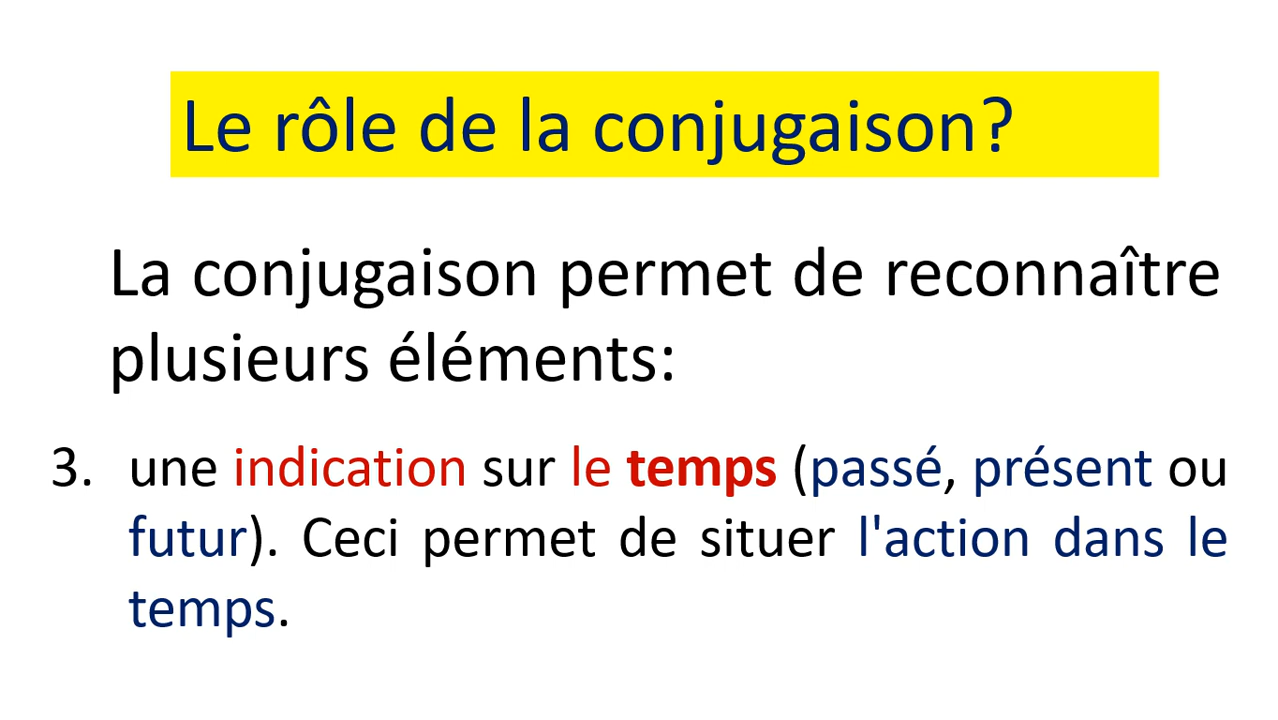 Le rôle de la conjugaison?
La conjugaison permet de reconnaître
plusieurs éléments:
3. une indication sur le temps (passé, présent ou
futur). Ceci permet de situer l'action dans le
temps.